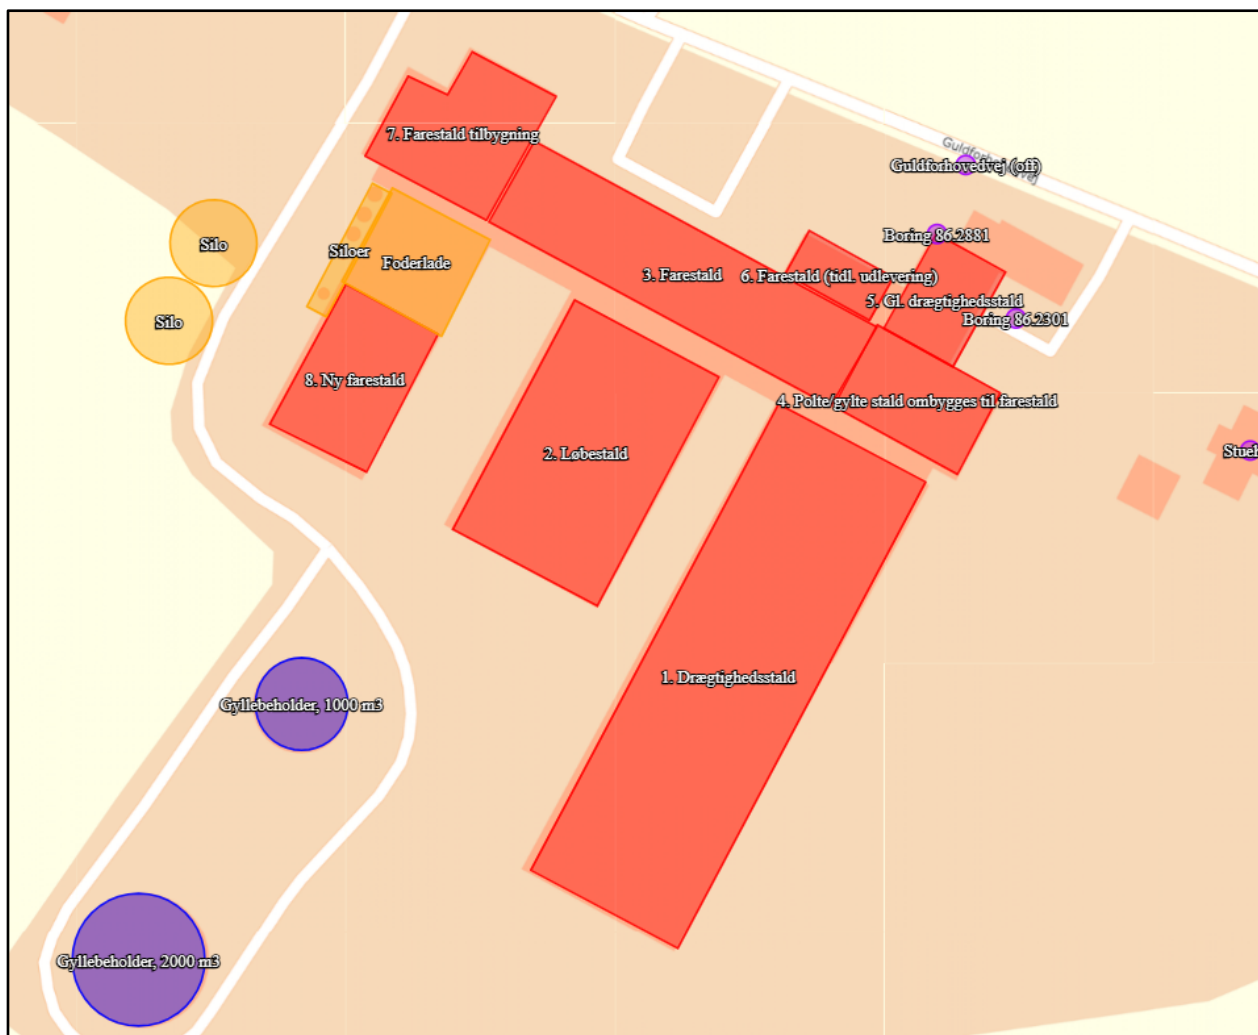 7. Farestald tilbygning
Guldforhovedvej (off)
Silo
Siloer
Foderlade
Boring 86.2881
3. Farestald
6. Farestald (tidl. udlevering)
5. Gl. drægtighedsstald
Silo
Boring 86.2301
8. Ny farestald
4. Polte/gylte stald ombygges til farestald
2. Løbestald
Stueh
1. Drægtighedsstald
Gyllebeholder, 1000 m3
Gyllebeholder, 2000 m3